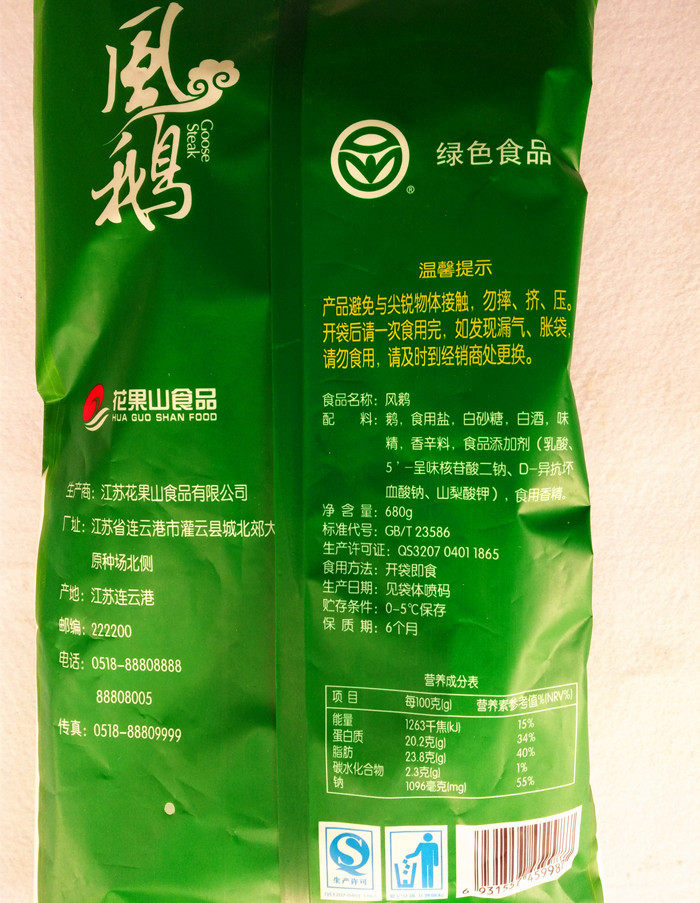 風鹅
Goose
Steak
绿色食品
®
温馨提示
产品避免与尖锐物体接触，勿摔、挤、压。
开袋后请一次食用完，如发现漏气、胀袋，
请勿食用，请及时到经销商处更换。
花果山食品
HUA GUO SHAN FOOD
食品名称：风鹅
配 料：鹅，食用盐，白砂糖，白酒，味
精，香辛料，食品添加剂（乳酸、
5'-呈味核苷酸二钠、D-异抗坏
血酸钠、山梨酸钾），食用香精。
净 含 量：680g
标准代号：GB/T 23586
生产许可证：QS3207 0401 1865
食用方法：开袋即食
生产日期：见袋体喷码
贮存条件：0-5℃保存
保 质 期：6个月
生产商：江苏花果山食品有限公司
厂址：江苏省连云港市灌云县城北郊大
原种场北侧
产地：江苏连云港
邮编：222200
电话：0518-88808888
88808005
传真：0518-88809999
营养成分表
项 目 每100克(g) 营养素参考值%(NRV%)
能量 1263千焦(kJ) 15%
蛋白质 20.2克(g) 34%
脂肪 23.8克(g) 40%
碳水化合物 2.3克(g) 1%
钠 1096毫克(mg) 55%
QS
生产许可